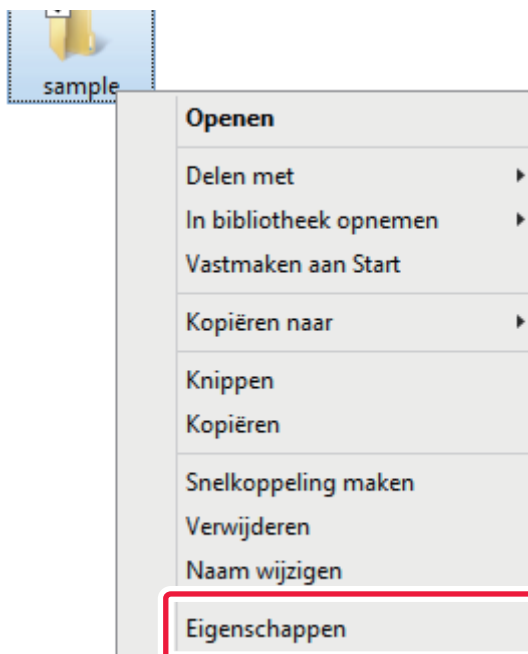 sample
Openen
Delen met
In bibliotheek opnemen
Vastmaken aan Start
Kopiëren naar
Knippen
Kopiëren
Snelkoppeling maken
Verwijderen
Naam wijzigen
Eigenschappen